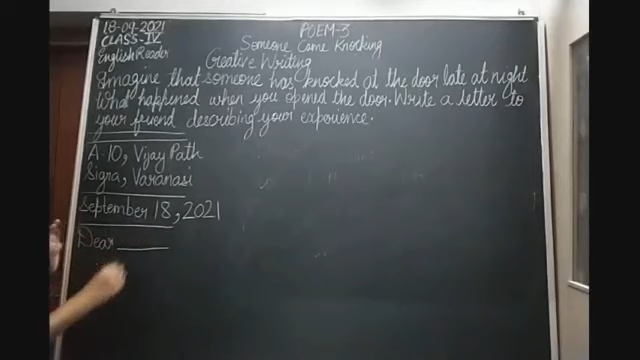 18-09-2021
POEM-3
CLASS-IV
Someone Came Knocking
English Reader
Creative Writing
Imagine that someone has knocked at the door late at night
What happened when you opened the door. Write a letter to
your friend describing your experience.
A-10, Vijay Path
Sigra, Varanasi
September 18, 2021
Dear